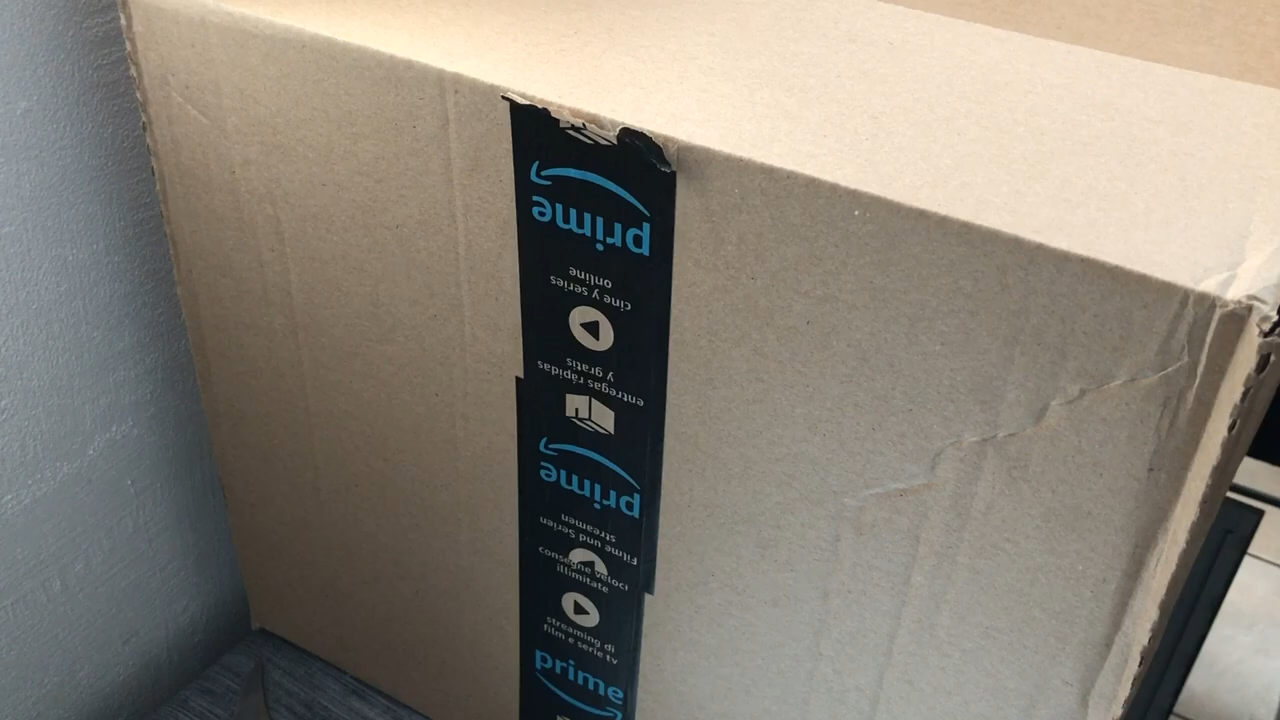 prime
cine y series
online
entregas rápidas
y gratis
prime
Filme und Serien
streamen
consegne veloci
illimitate
streaming di
film e serie tv
prime